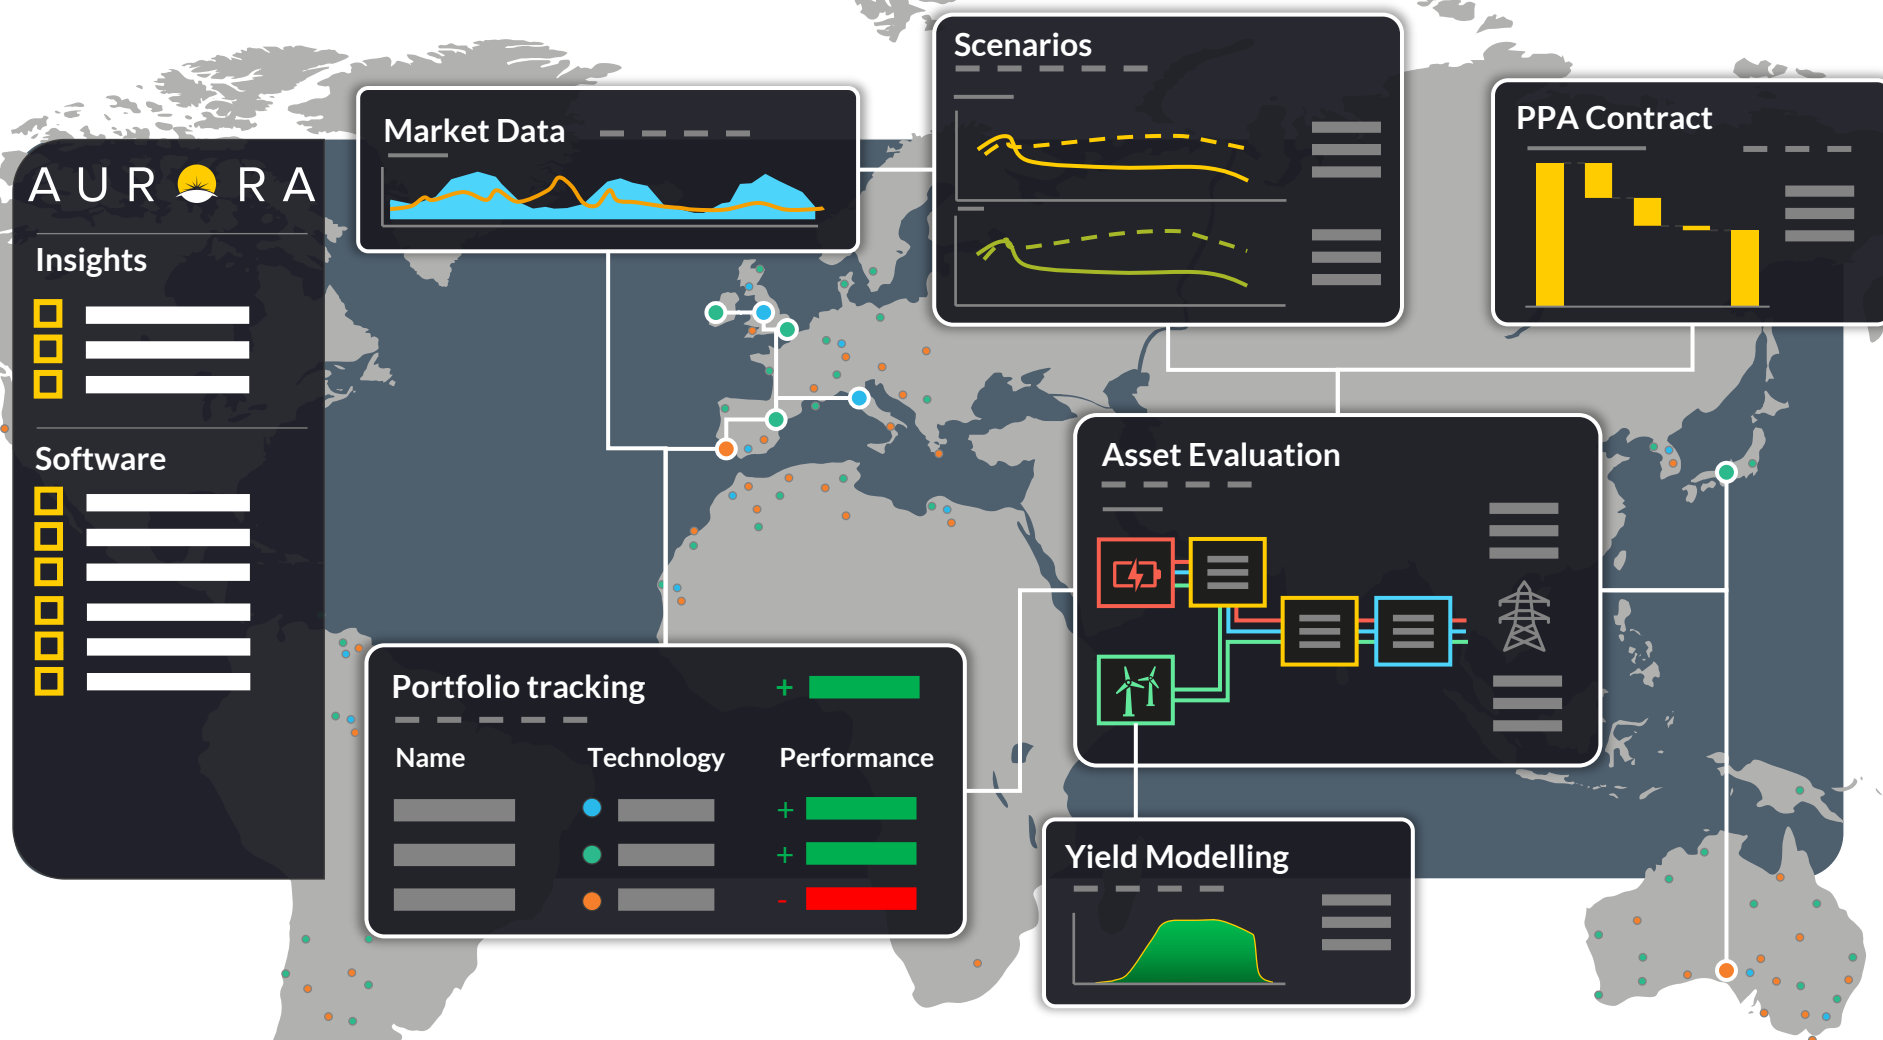 AURORA
Insights
Software
Market Data
Scenarios
PPA Contract
Asset Evaluation
Portfolio tracking
+
Name Technology Performance
+
+
-
Yield Modelling